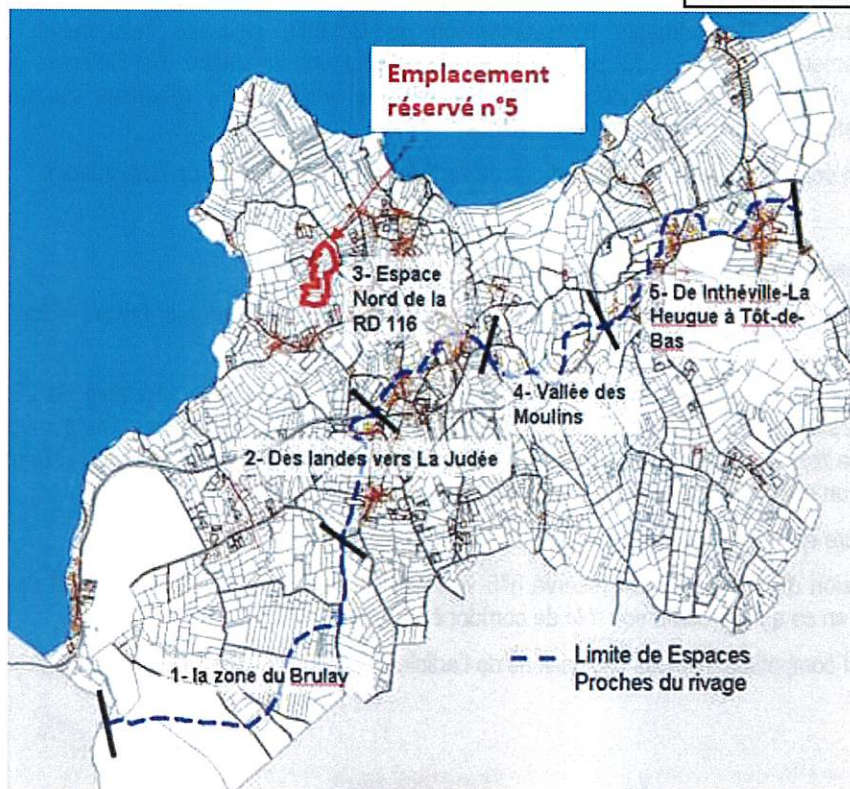 Emplacement
réservé n°5
3- Espace
Nord de la
RD 116
5- De Inthéville-La
Heugue à Tôt-de-
Bas
4- Vallée des
Moulins
2- Des landes vers La Judée
1- la zone du Brulay
Limite de Espaces
Proches du rivage